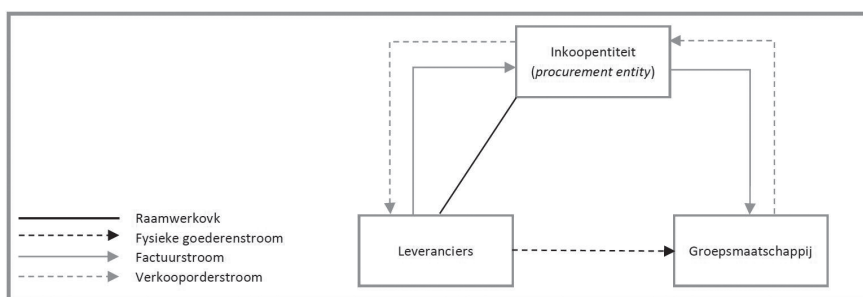 Inkoopentiteit
(procurement entity)
Raamwerkovk
Fysieke goederenstroom
Factuurstroom
Verkooporderstroom
Leveranciers
Groepsmaatschappij